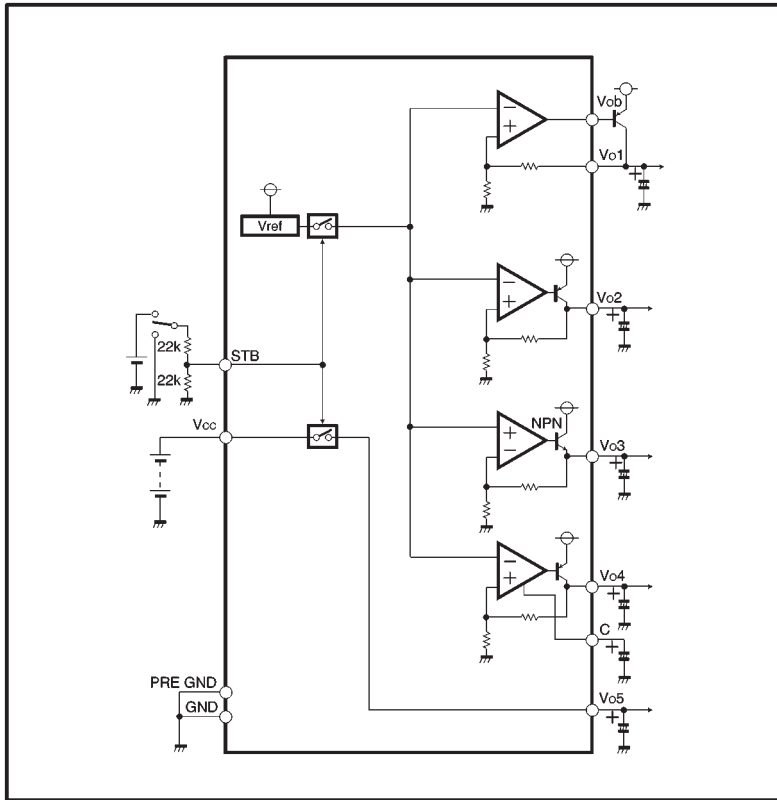 Vob
Vo1
+
−
+
Vref
−
+
Vo2
+
22k
22k
STB
Vcc
+
−
NPN
Vo3
+
−
+
Vo4
+
C
+
PRE GND
GND
Vo5
+